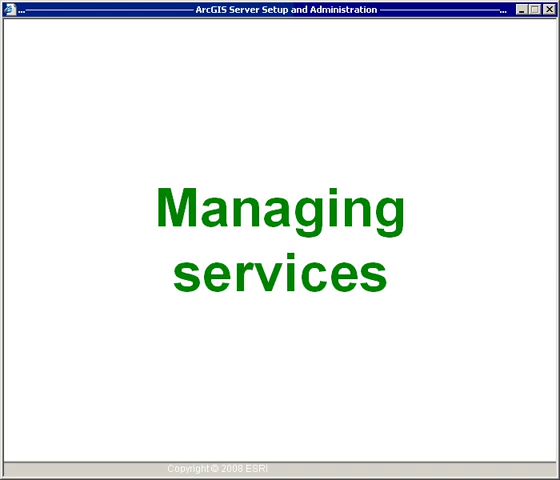 ... ArcGIS Server Setup and Administration ...
Managing
services
Copyright © 2008 ESRI